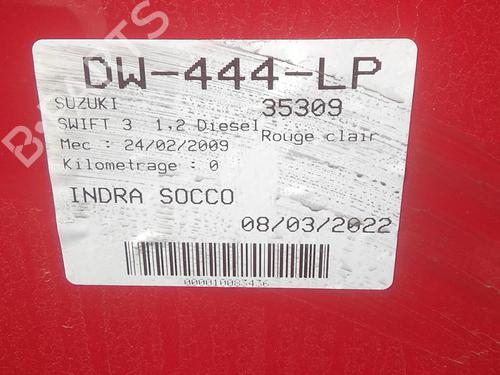 DW-444-LP
SUZUKI 35309
SWIFT 3 1.2 Diesel Rouge clair
Mec : 24/02/2009
Kilometrage : 0
INDRA SOCCO
08/03/2022
000010083436